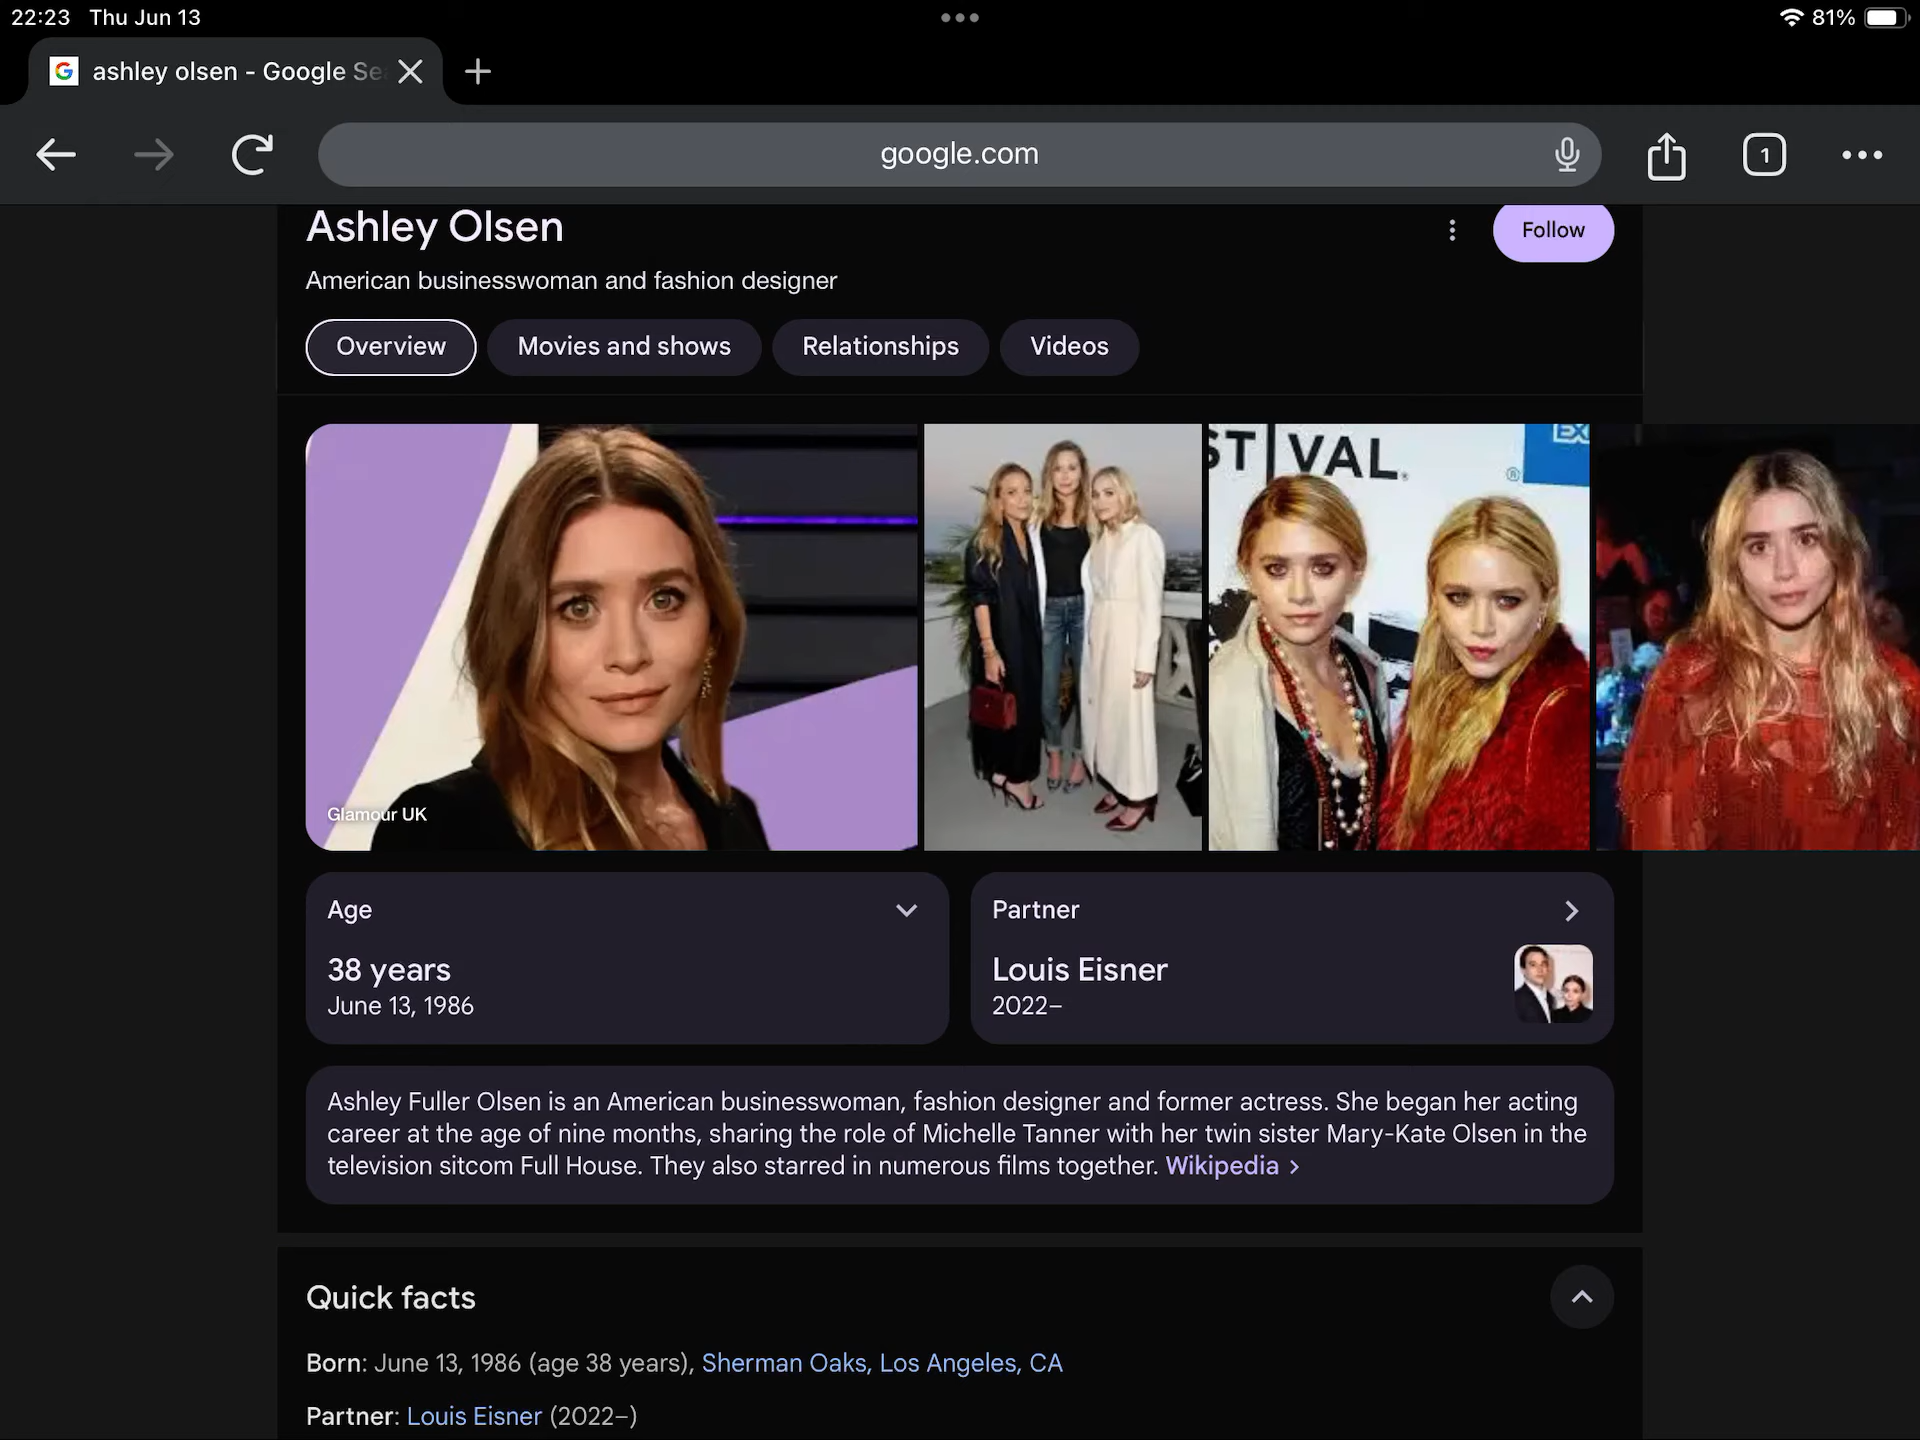 22:23 Thu Jun 13
81%
ashley olsen - Google Se
google.com
1
Ashley Olsen
Follow
American businesswoman and fashion designer
Overview
Movies and shows
Relationships
Videos
Glamour UK
ST VAL.
®
EX
Age
38 years
June 13, 1986
Partner
Louis Eisner
2022–
Ashley Fuller Olsen is an American businesswoman, fashion designer and former actress. She began her acting
career at the age of nine months, sharing the role of Michelle Tanner with her twin sister Mary-Kate Olsen in the
television sitcom Full House. They also starred in numerous films together. Wikipedia
Quick facts
Born: June 13, 1986 (age 38 years), Sherman Oaks, Los Angeles, CA
Partner: Louis Eisner (2022–)